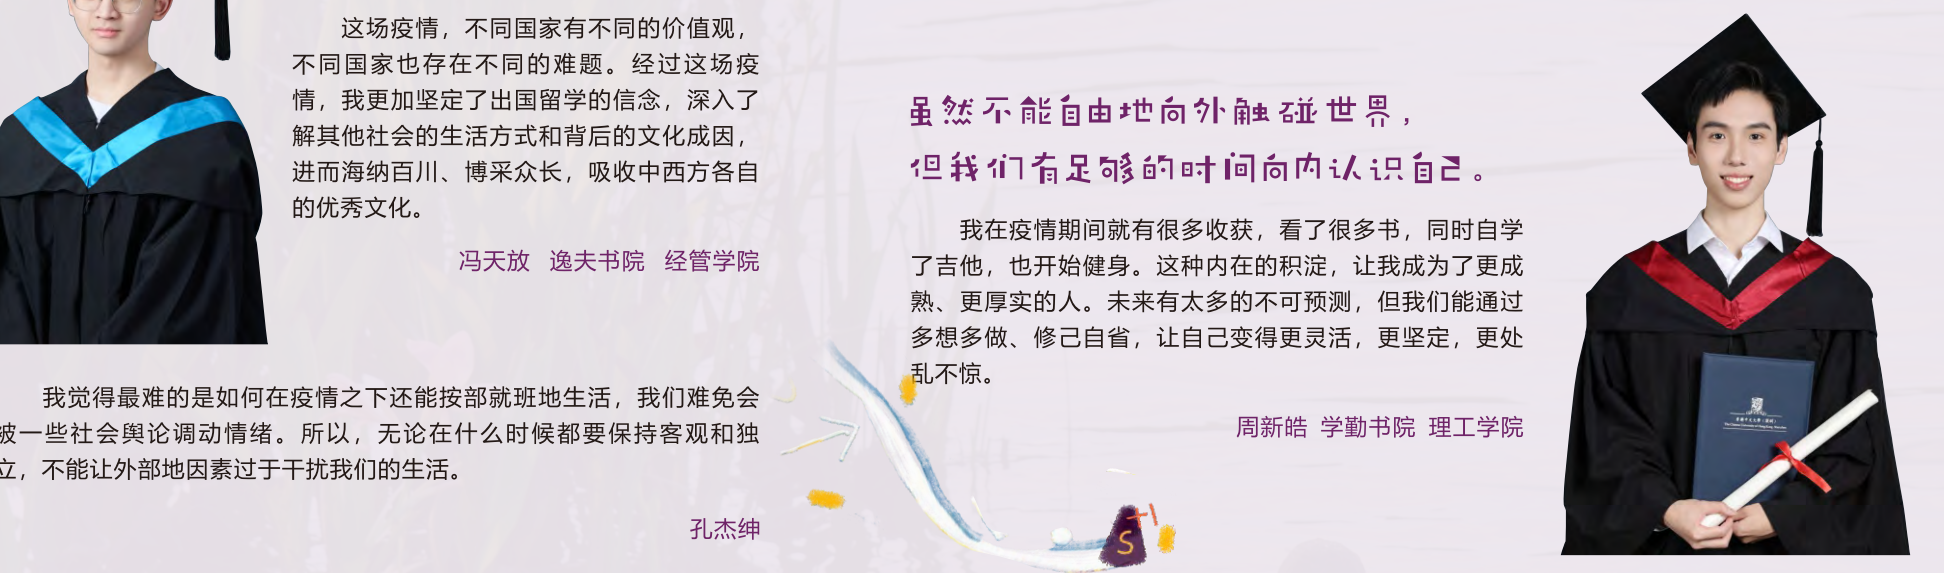 这场疫情，不同国家有不同的价值观，
不同国家也存在不同的难题。经过这场疫
情，我更加坚定了出国留学的信念，深入了
解其他社会的生活方式和背后的文化成因，
进而海纳百川、博采众长，吸收中西方各自
的优秀文化。
冯天放 逸夫书院 经管学院
我觉得最难的是如何在疫情之下还能按部就班地生活，我们难免会
被一些社会舆论调动情绪。所以，无论在什么时候都要保持客观和独
立，不能让外部地因素过于干扰我们的生活。
孔杰绅
虽然不能自由地向外触碰世界，
但我们有足够的时间向内认识自己。
我在疫情期间就有很多收获，看了很多书，同时自学
了吉他，也开始健身。这种内在的积淀，让我成为了更成
熟、更厚实的人。未来有太多的不可预测，但我们能通过
多想多做、修己自省，让自己变得更灵活，更坚定，更处
乱不惊。
周新皓 学勤书院 理工学院
S